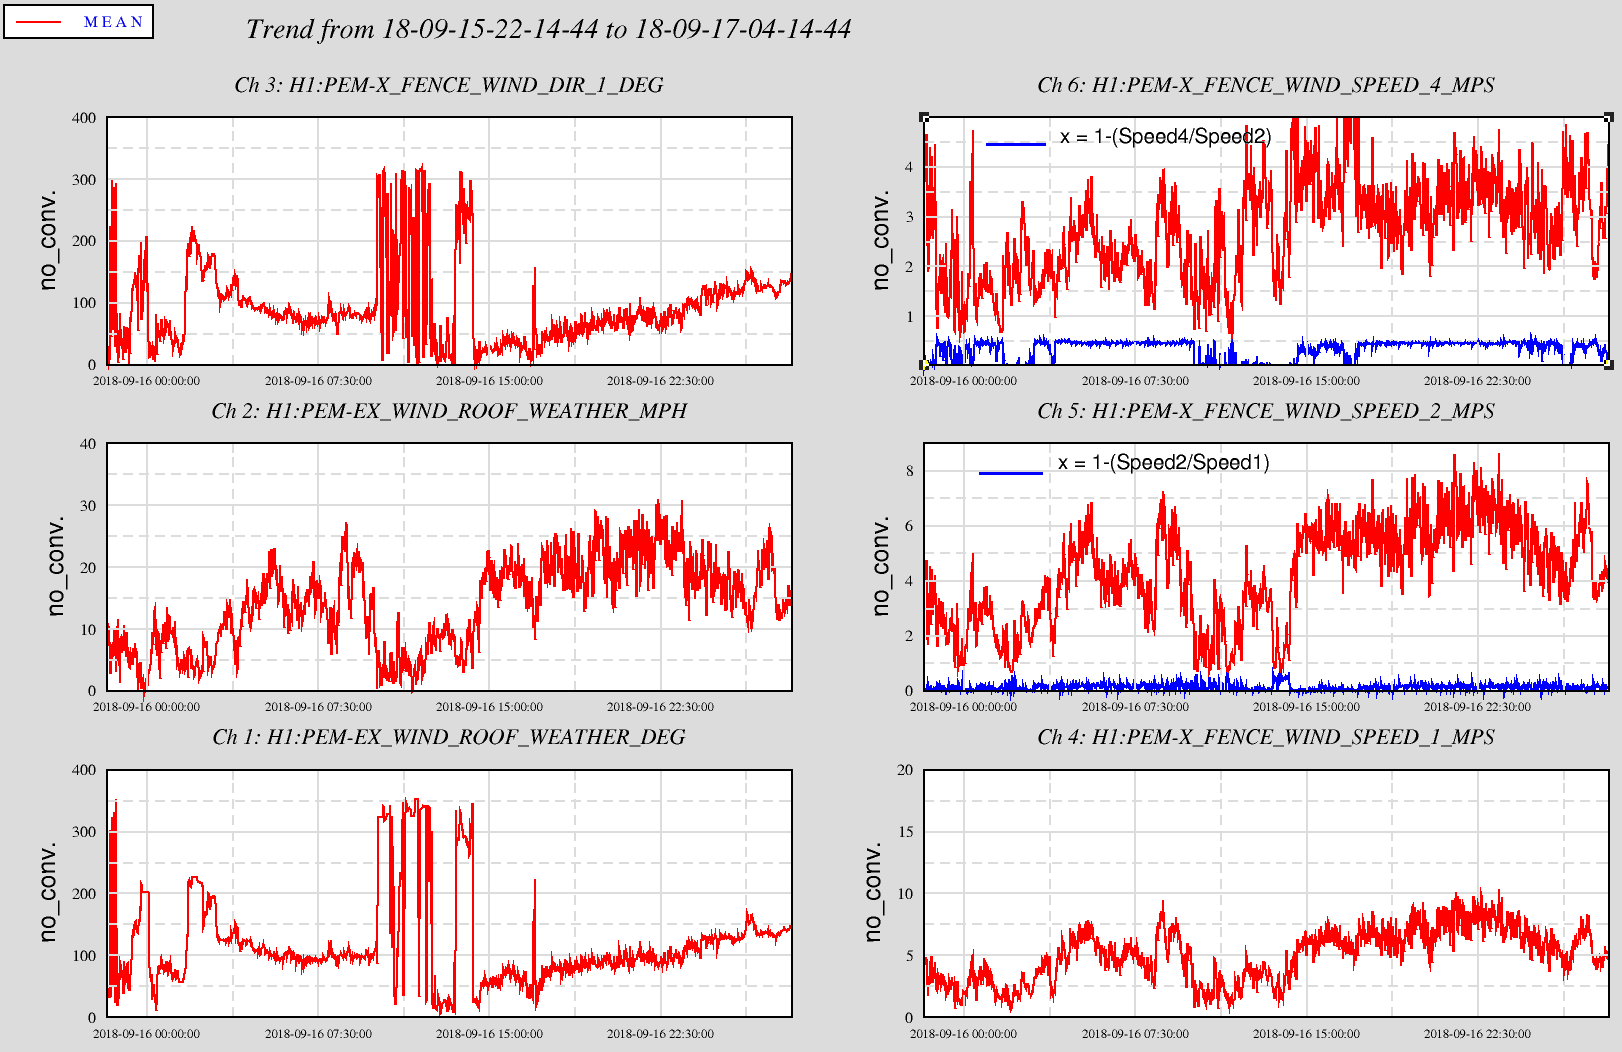 MEAN
Trend from 18-09-15-22-14-44 to 18-09-17-04-14-44
Ch 3: H1:PEM-X_FENCE_WIND_DIR_1_DEG
400
300
200
100
0
no_conv.
2018-09-16 00:00:00 2018-09-16 07:30:00 2018-09-16 15:00:00 2018-09-16 22:30:00
Ch 6: H1:PEM-X_FENCE_WIND_SPEED_4_MPS
x = 1-(Speed4/Speed2)
4
3
2
1
no_conv.
2018-09-16 00:00:00 2018-09-16 07:30:00 2018-09-16 15:00:00 2018-09-16 22:30:00
Ch 2: H1:PEM-EX_WIND_ROOF_WEATHER_MPH
40
30
20
10
0
no_conv.
2018-09-16 00:00:00 2018-09-16 07:30:00 2018-09-16 15:00:00 2018-09-16 22:30:00
Ch 5: H1:PEM-X_FENCE_WIND_SPEED_2_MPS
x = 1-(Speed2/Speed1)
8
6
4
2
0
no_conv.
2018-09-16 00:00:00 2018-09-16 07:30:00 2018-09-16 15:00:00 2018-09-16 22:30:00
Ch 1: H1:PEM-EX_WIND_ROOF_WEATHER_DEG
400
300
200
100
0
no_conv.
2018-09-16 00:00:00 2018-09-16 07:30:00 2018-09-16 15:00:00 2018-09-16 22:30:00
Ch 4: H1:PEM-X_FENCE_WIND_SPEED_1_MPS
20
15
10
5
0
no_conv.
2018-09-16 00:00:00 2018-09-16 07:30:00 2018-09-16 15:00:00 2018-09-16 22:30:00